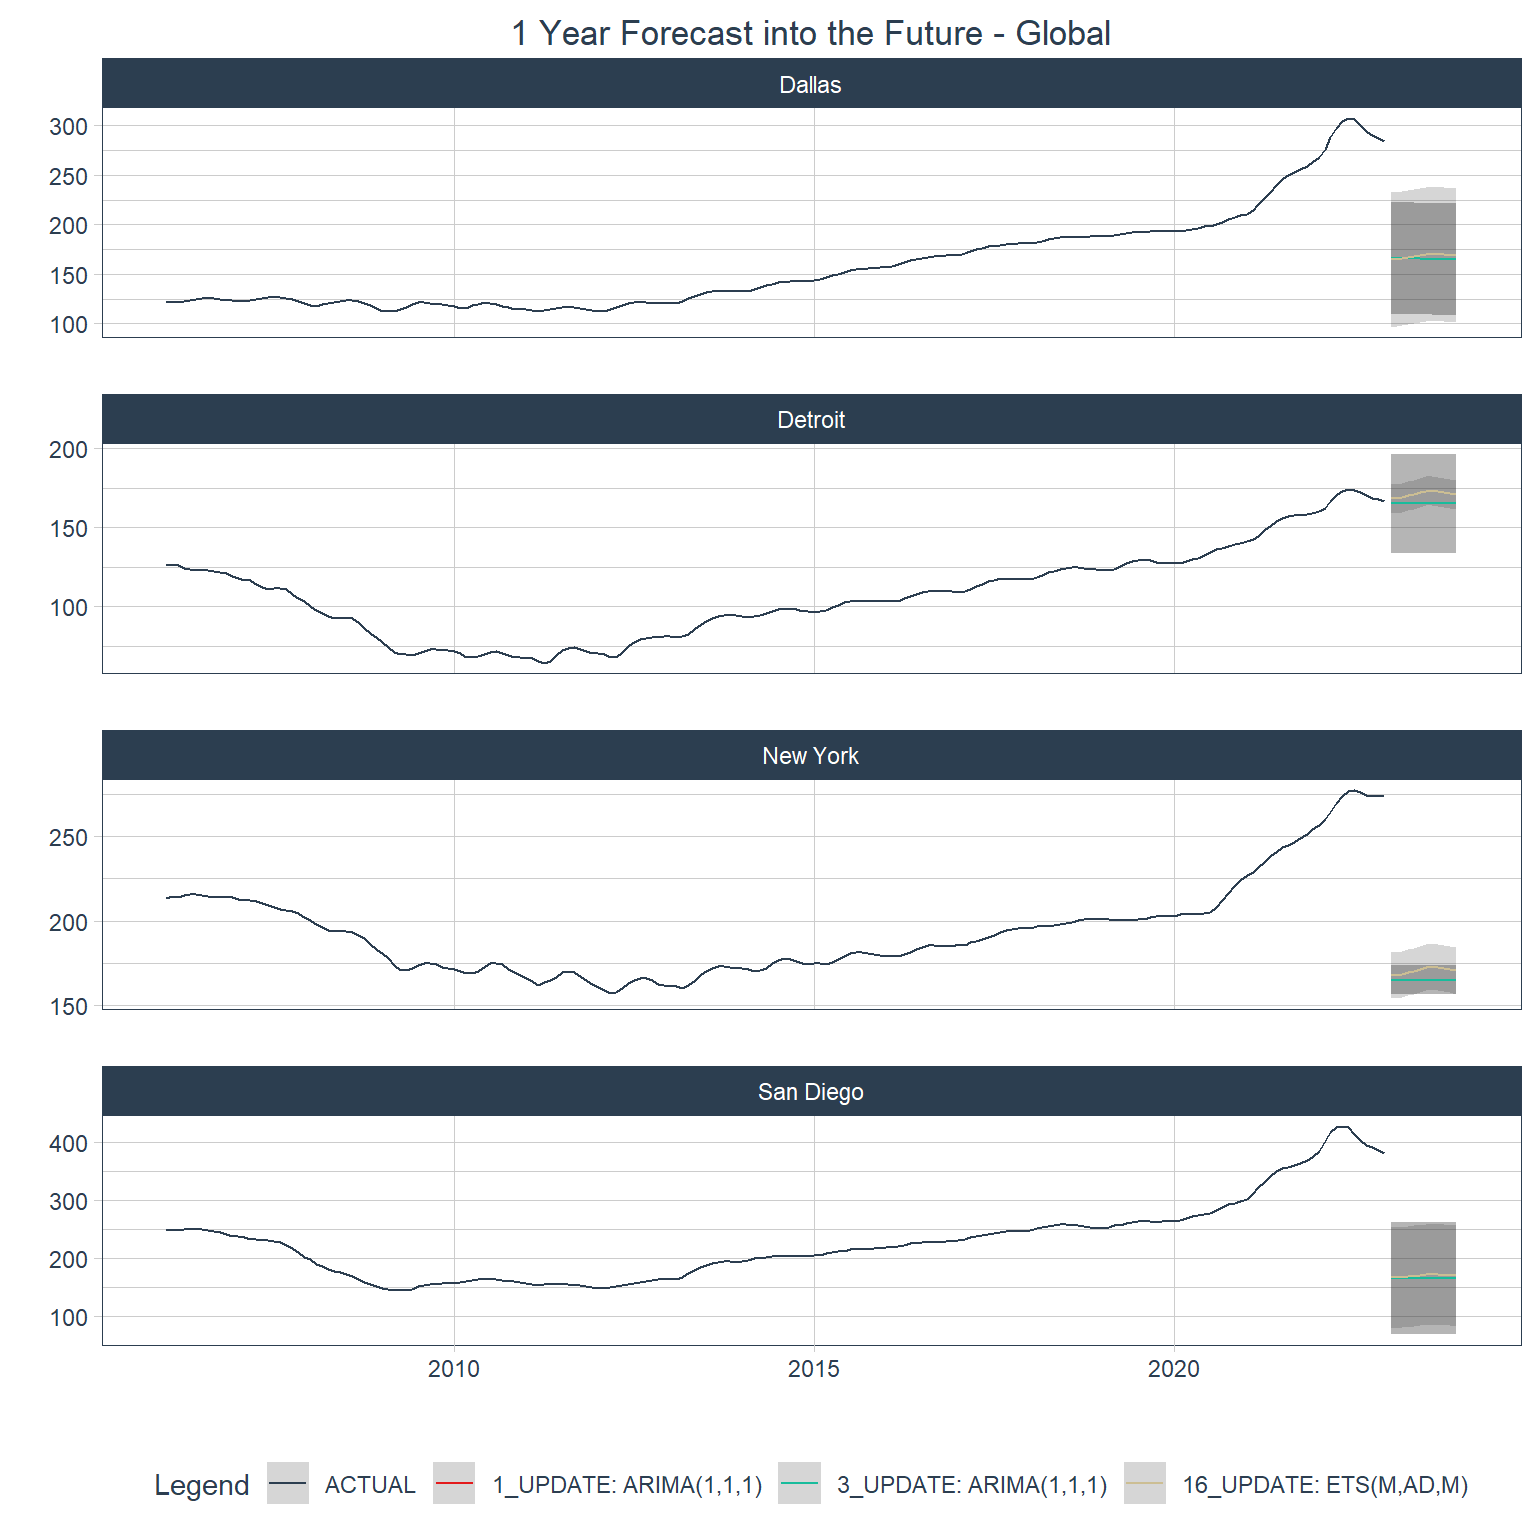 1 Year Forecast into the Future - Global
Dallas
300
250
200
150
100
Detroit
200
150
100
New York
250
200
150
San Diego
400
300
200
100
2010 2015 2020
Legend ACTUAL 1_UPDATE: ARIMA(1,1,1) 3_UPDATE: ARIMA(1,1,1) 16_UPDATE: ETS(M,AD,M)